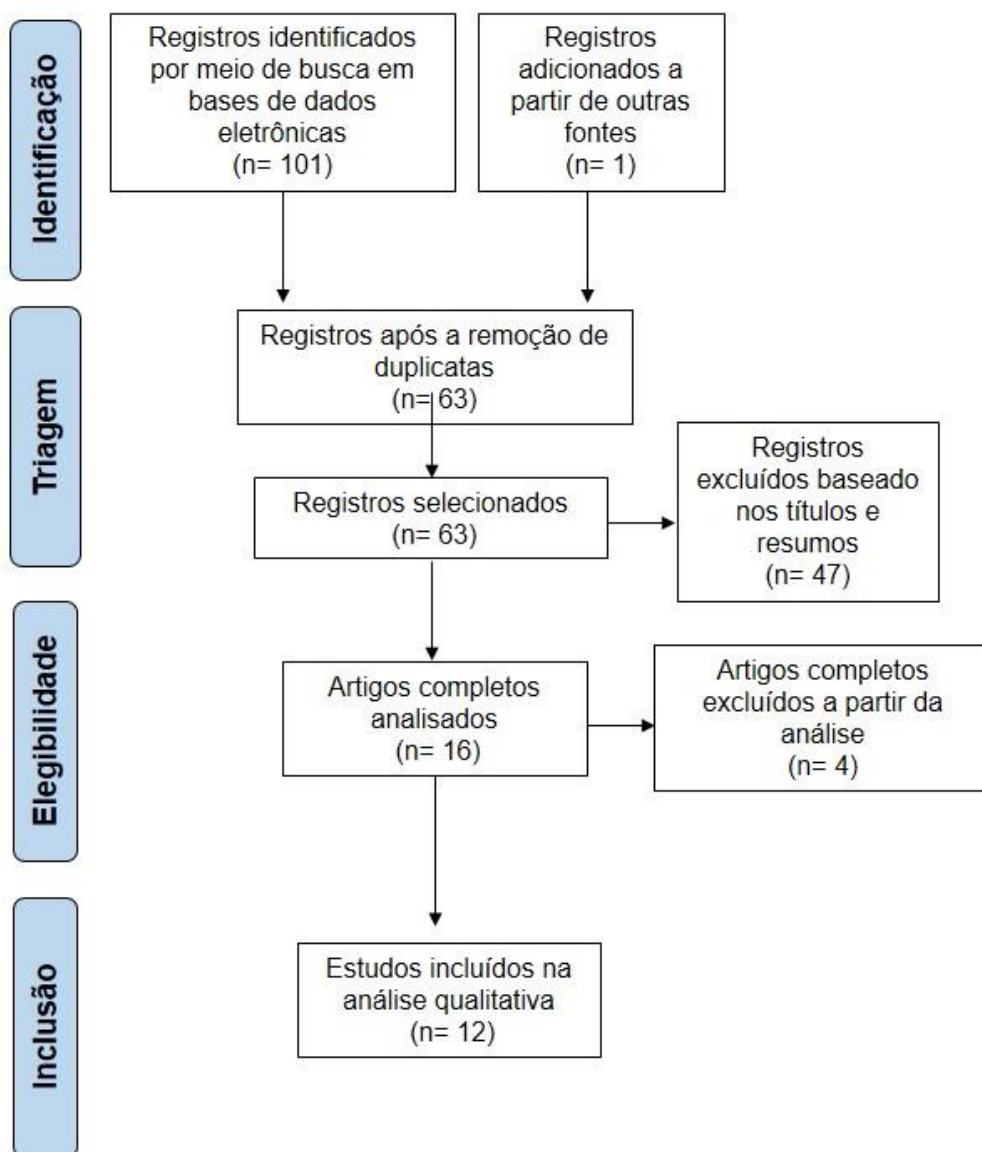 Identificação
Registros identificados
por meio de busca em
bases de dados
eletrônicas
(n= 101)
Registros
adicionados a
partir de outras
fontes
(n= 1)
Triagem
Registros após a remoção de
duplicatas
(n= 63)
Registros selecionados
(n= 63)
Registros
excluídos baseado
nos títulos e
resumos
(n= 47)
Elegibilidade
Artigos completos
analisados
(n= 16)
Artigos completos
excluídos a partir da
análise
(n= 4)
Inclusão
Estudos incluídos na
análise qualitativa
(n= 12)